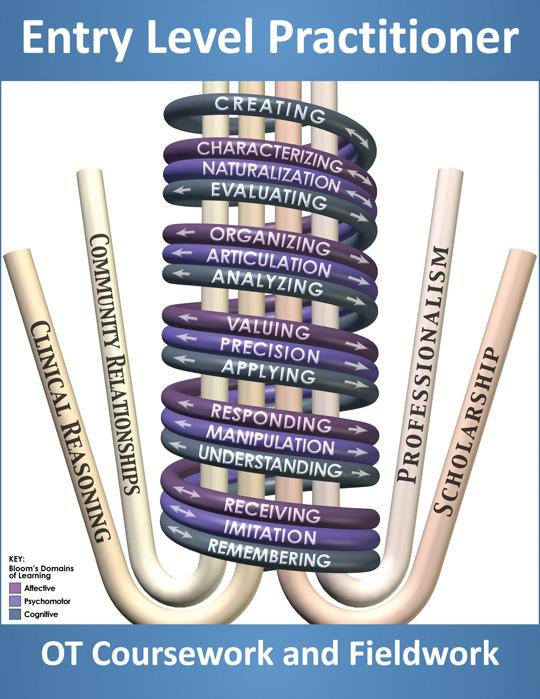 Entry Level Practitioner
CREATING
CHARACTERIZING
NATURALIZATION
EVALUATING
ORGANIZING
ARTICULATION
ANALYZING
VALUING
PRECISION
APPLYING
RESPONDING
MANIPULATION
UNDERSTANDING
RECEIVING
IMITATION
REMEMBERING
CLINICAL REASONING
COMMUNITY RELATIONSHIPS
PROFESSIONALISM
SCHOLARSHIP
KEY:
Bloom's Domains
of Learning
Affective
Psychomotor
Cognitive
OT Coursework and Fieldwork